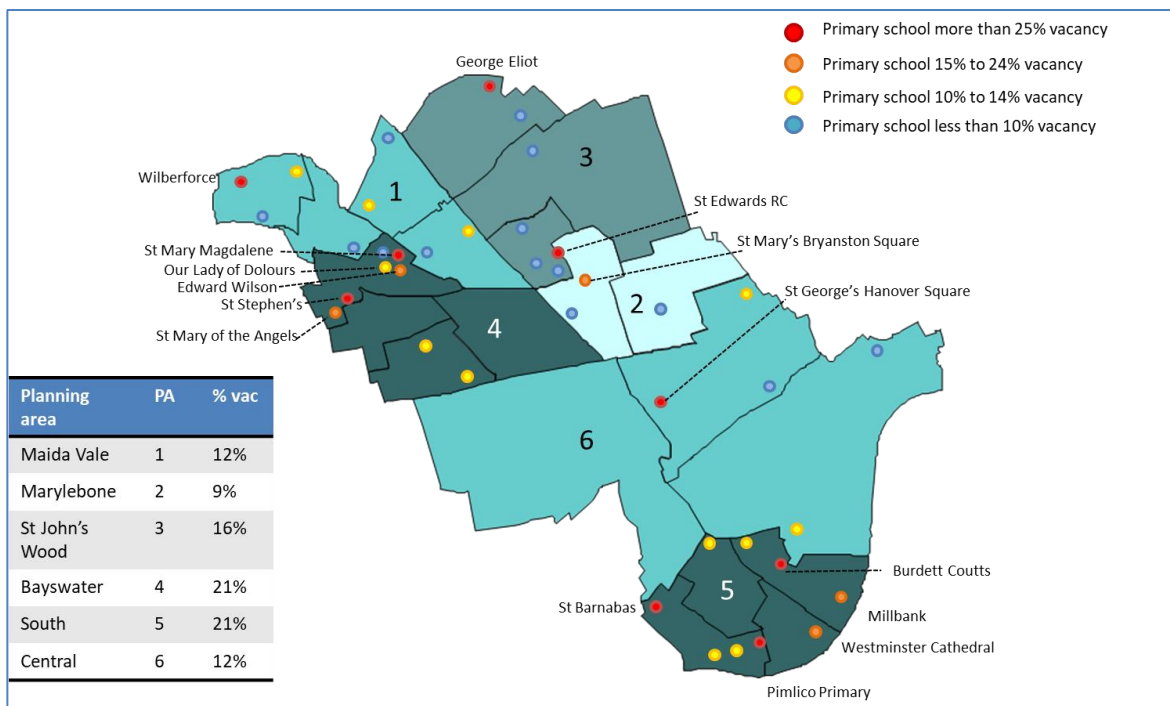 Primary school more than 25% vacancy
Primary school 15% to 24% vacancy
Primary school 10% to 14% vacancy
Primary school less than 10% vacancy
George Eliot
3
Wilberforce
1
St Edwards RC
St Mary Magdalene
St Mary's Bryanston Square
Our Lady of Dolours
Edward Wilson
St George's Hanover Square
St Stephen's
2
4
St Mary of the Angels
Planning area PA % vac
Maida Vale 1 12%
Marylebone 2 9%
St John's Wood 3 16%
Bayswater 4 21%
South 5 21%
Central 6 12%
6
Burdett Coutts
5
St Barnabas
Millbank
Westminster Cathedral
Pimlico Primary